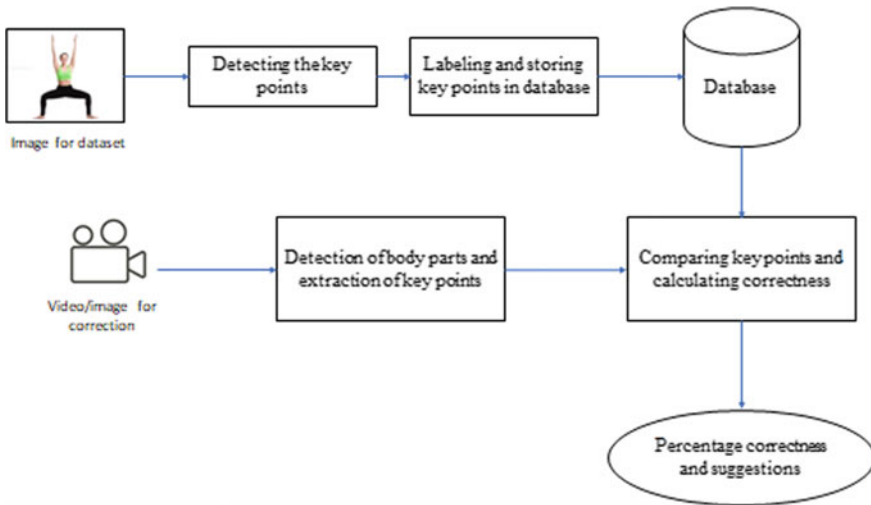 Detecting the key
points
Labeling and storing
key points in database
Database
Image for dataset
Detection of body parts and
extraction of key points
Comparing key points and
calculating correctness
Video/image for
correction
Percentage correctness
and suggestions